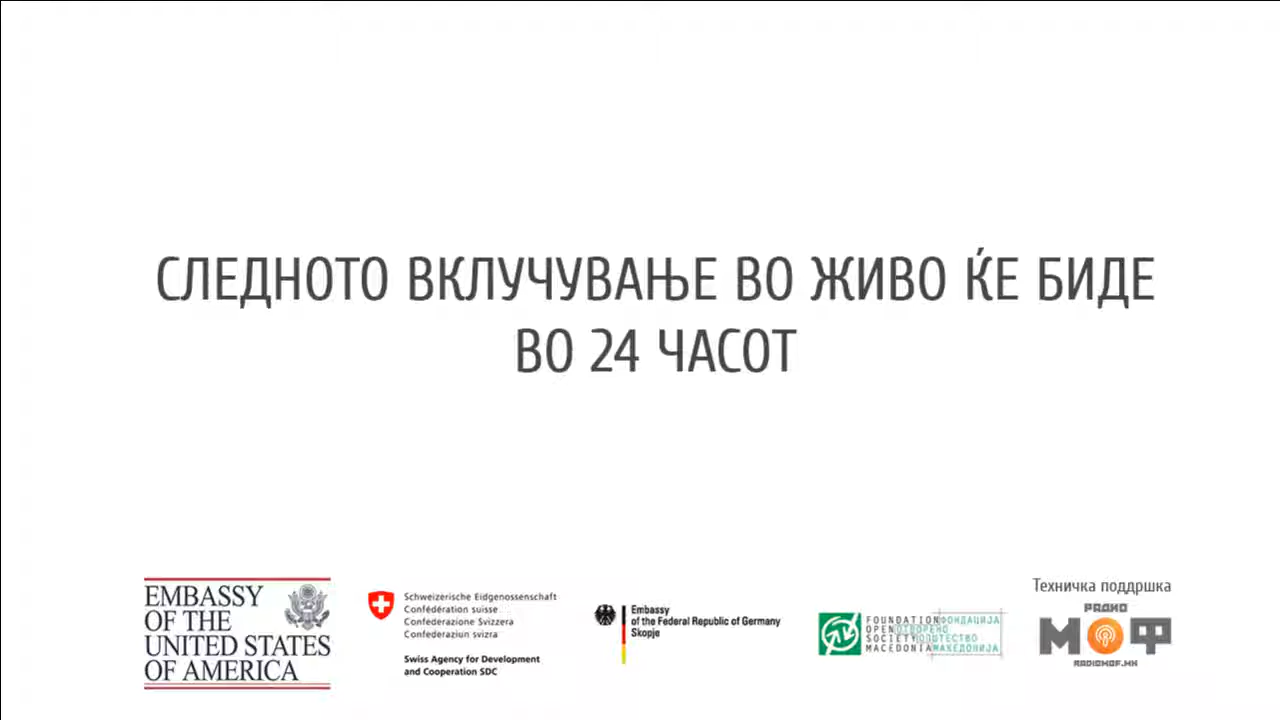 СЛЕДНОТО ВКЛУЧУВАЊЕ ВО ЖИВО ЌЕ БИДЕ
ВО 24 ЧАСОТ
EMBASSY
OF THE
UNITED STATES
OF AMERICA
Schweizerische Eidgenossenschaft
Confédération suisse
Confederazione Svizzera
Confederaziun svizra
Swiss Agency for Development
and Cooperation SDC
Embassy
of the Federal Republic of Germany
Skopje
FOUNDATION ФОНДАЦИЈА
OPEN ОТВОРЕНО
SOCIETY ОПШТЕСТВО
MACEDONIA МАКЕДОНИЈА
Техничка поддршка
РАДИО
МОФ
RADIOMOF.MK